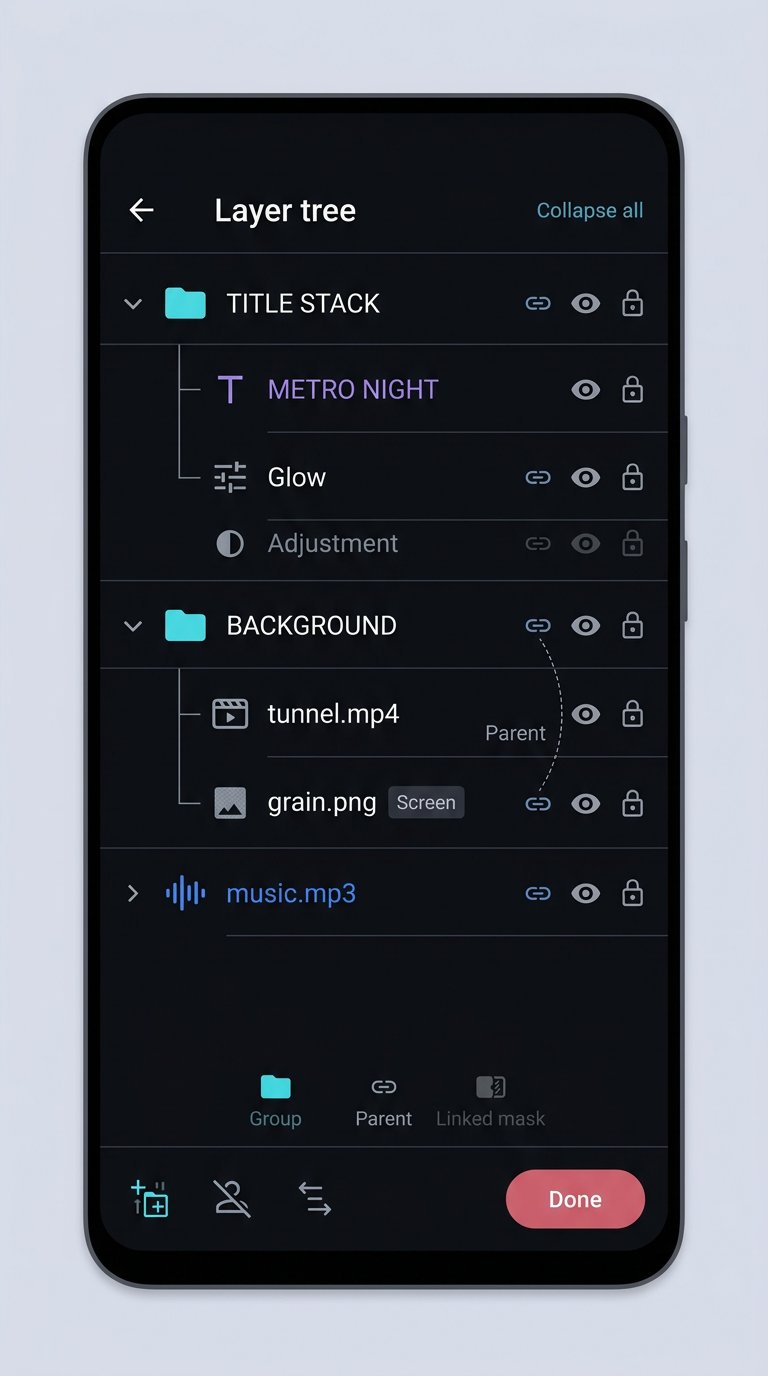 Layer tree
Collapse all
TITLE STACK
METRO NIGHT
Glow
Adjustment
BACKGROUND
tunnel.mp4
Parent
grain.png Screen
music.mp3
Group Parent Linked mask
Done